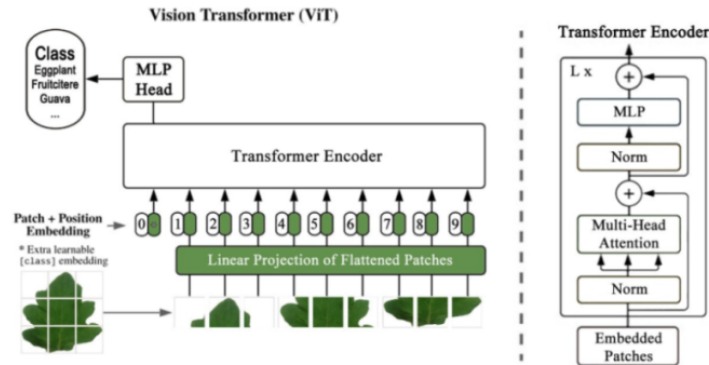 Vision Transformer (ViT)
Class
Eggplant
Fruitcitere
Guava
...
MLP
Head
Transformer Encoder
Patch + Position
Embedding
0 * 1 2 3 4 5 6 7 8 9
* Extra learnable
[class] embedding
Linear Projection of Flattened Patches
Transformer Encoder
L x
+
MLP
Norm
+
Multi-Head
Attention
Norm
Embedded
Patches